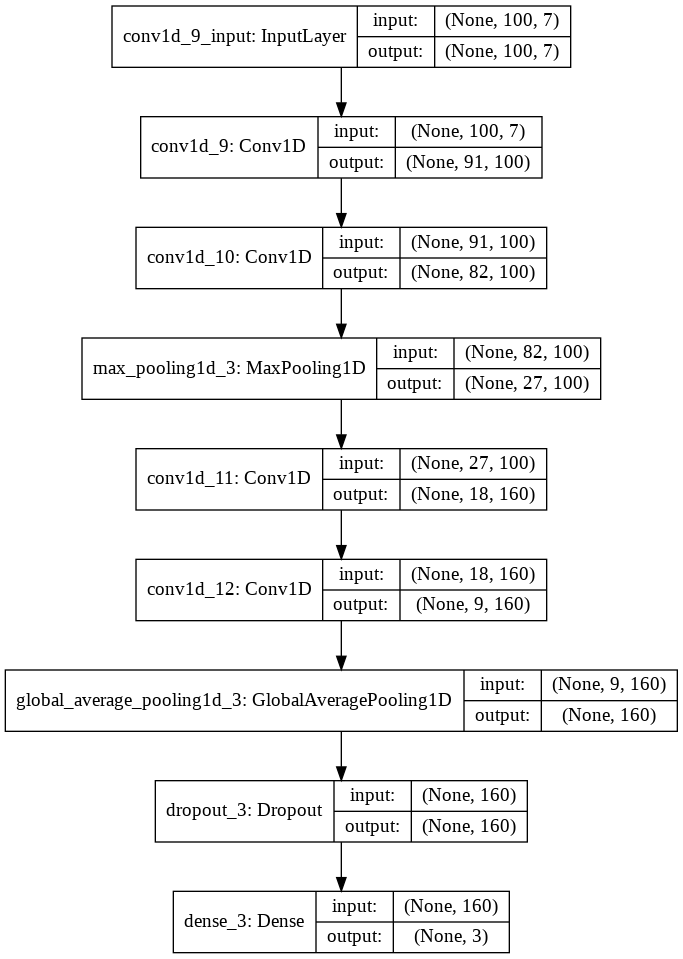 conv1d_9_input: InputLayer
input: (None, 100, 7)
output: (None, 100, 7)
conv1d_9: Conv1D
input: (None, 100, 7)
output: (None, 91, 100)
conv1d_10: Conv1D
input: (None, 91, 100)
output: (None, 82, 100)
max_pooling1d_3: MaxPooling1D
input: (None, 82, 100)
output: (None, 27, 100)
conv1d_11: Conv1D
input: (None, 27, 100)
output: (None, 18, 160)
conv1d_12: Conv1D
input: (None, 18, 160)
output: (None, 9, 160)
global_average_pooling1d_3: GlobalAveragePooling1D
input: (None, 9, 160)
output: (None, 160)
dropout_3: Dropout
input: (None, 160)
output: (None, 160)
dense_3: Dense
input: (None, 160)
output: (None, 3)